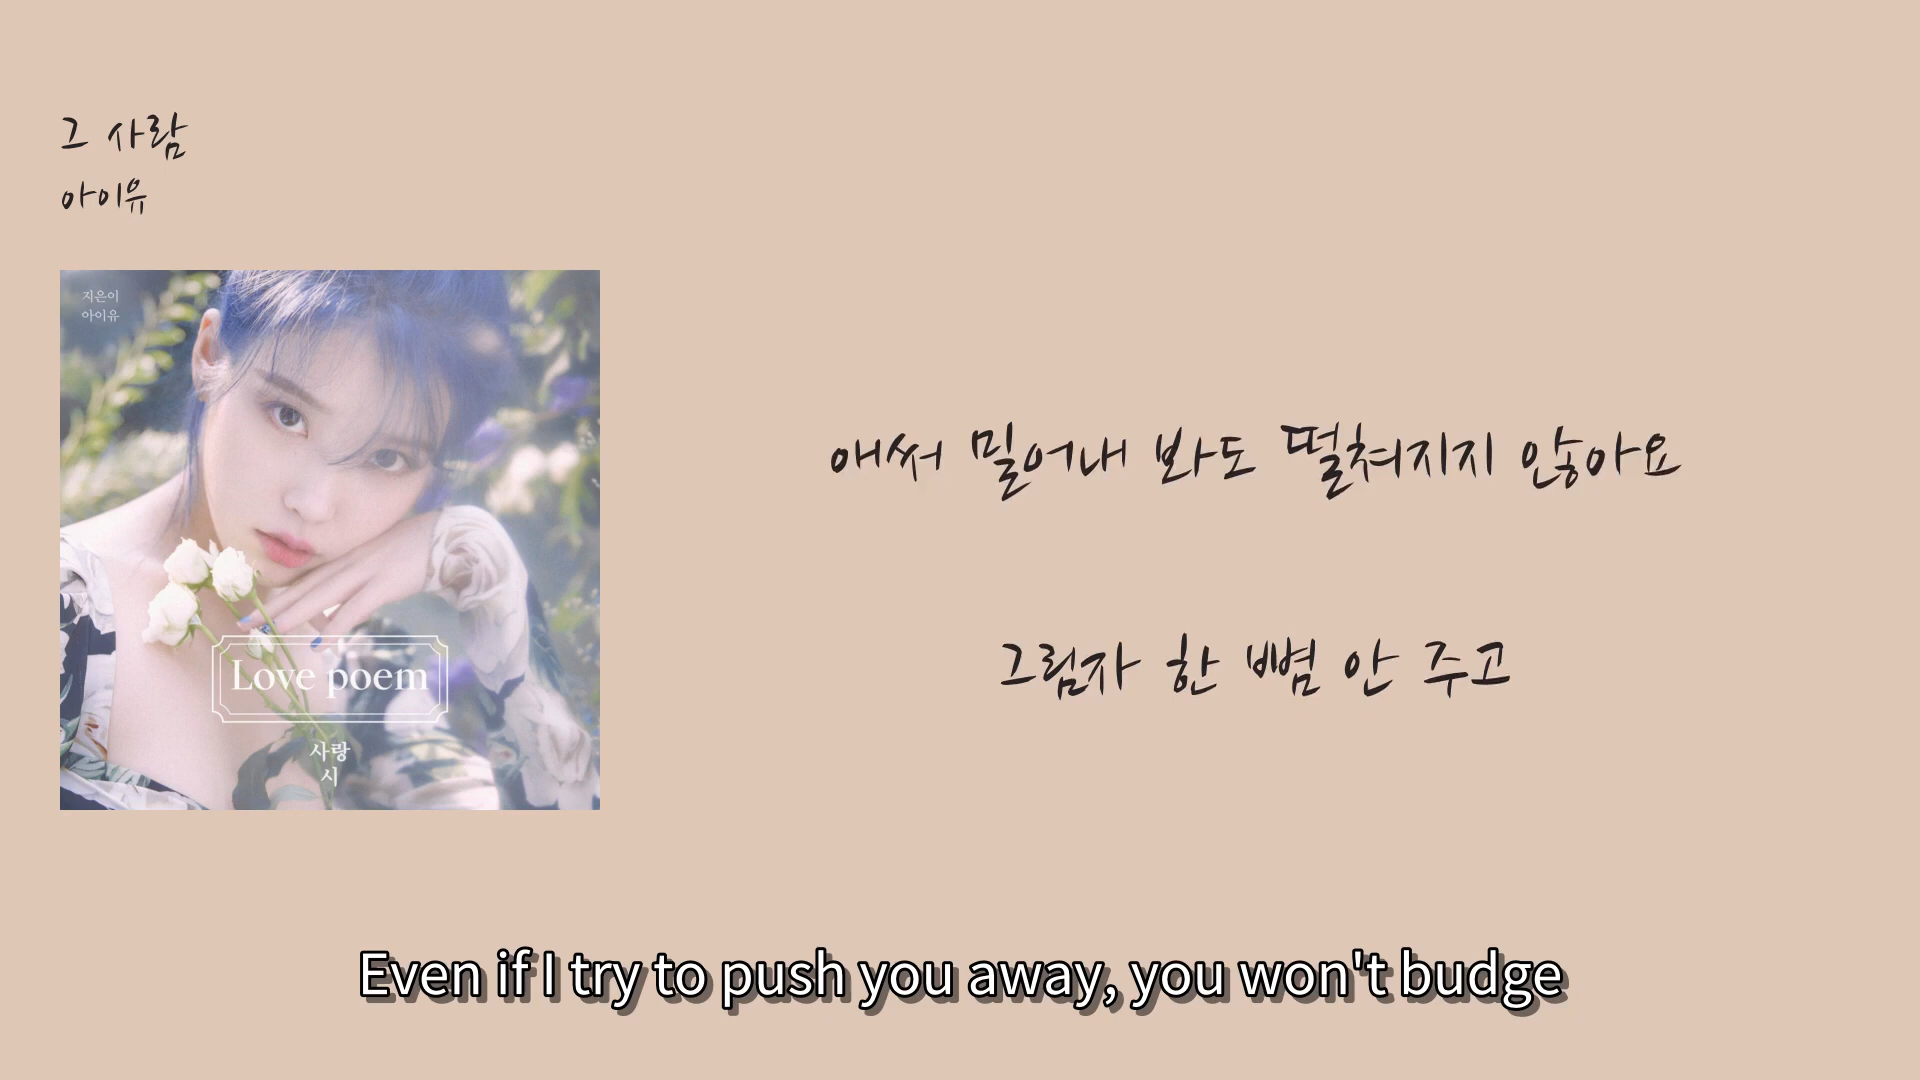 그 사람
아이유
지은이
아이유
Love poem
사랑
시
애써 밀어내 봐도 떨쳐지지 않아요
그림자 한 뼘 안 주고
Even if I try to push you away, you won't budge